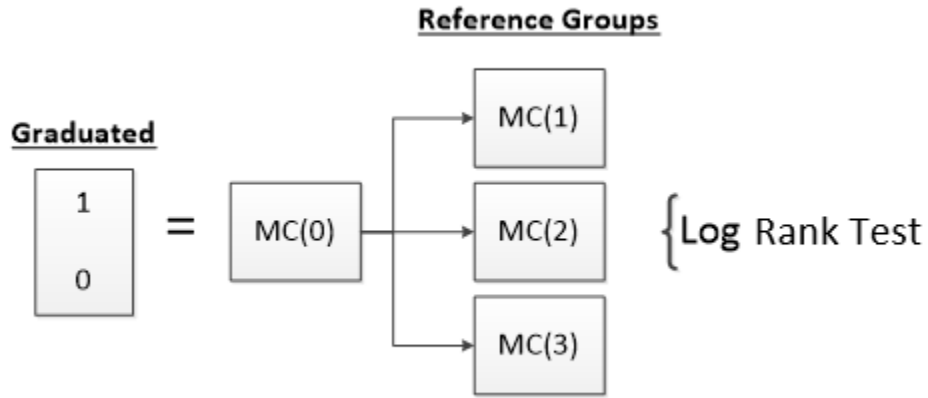 Reference Groups
Graduated
1
0
=
MC(0)
MC(1)
MC(2)
MC(3)
{Log Rank Test